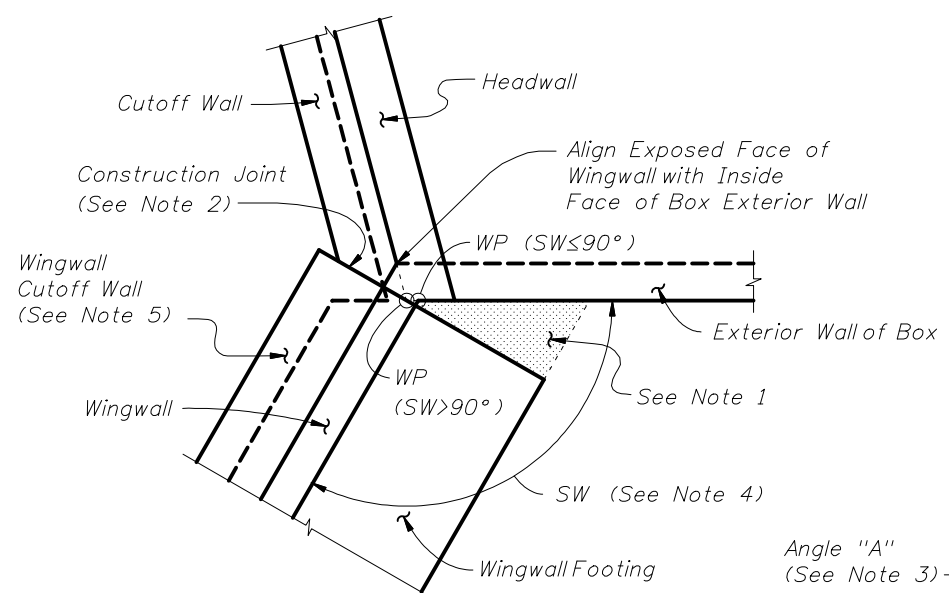 Headwall
Cutoff Wall
Align Exposed Face of
Wingwall with Inside
Face of Box Exterior Wall
Construction Joint
(See Note 2)
WP (SW≤90°)
Wingwall
Cutoff Wall
(See Note 5)
Exterior Wall of Box
WP
(SW>90°)
See Note 1
Wingwall
SW (See Note 4)
Wingwall Footing
Angle "A"
(See Note 3)